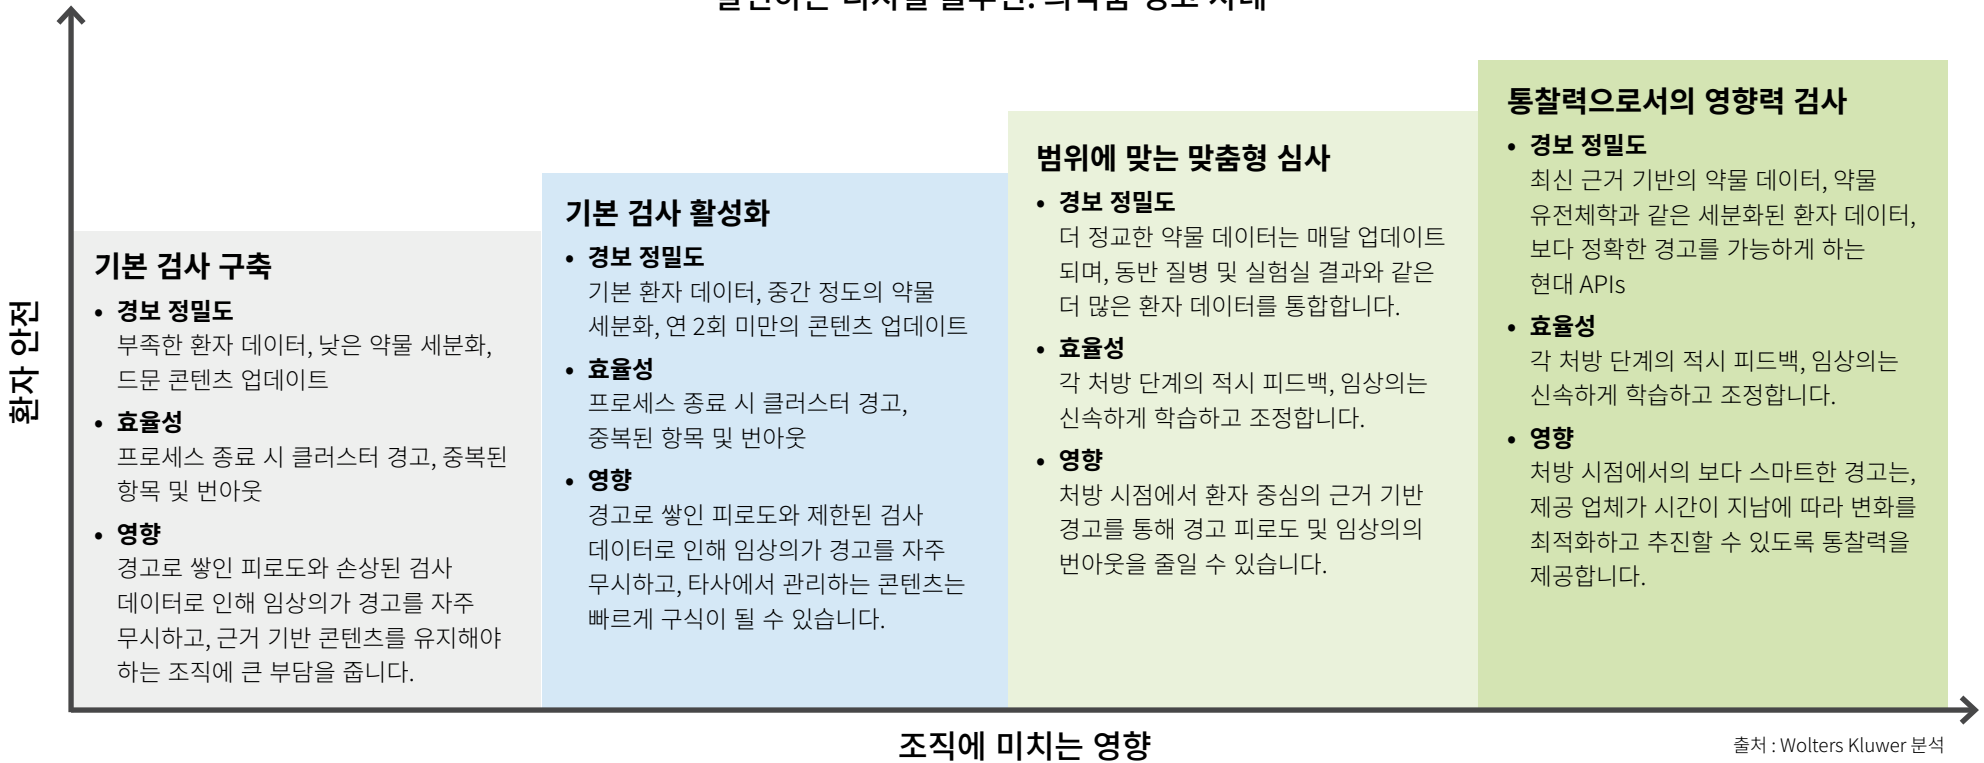 발전하는 디지털 솔루션: 의약품 경고 사례
환자 안전
기본 검사 구축
• 경보 정밀도
부족한 환자 데이터, 낮은 약물 세분화,
드문 콘텐츠 업데이트
• 효율성
프로세스 종료 시 클러스터 경고, 중복된
항목 및 번아웃
• 영향
경고로 쌓인 피로도와 손상된 검사
데이터로 인해 임상의가 경고를 자주
무시하고, 근거 기반 콘텐츠를 유지해야
하는 조직에 큰 부담을 줍니다.
기본 검사 활성화
• 경보 정밀도
기본 환자 데이터, 중간 정도의 약물
세분화, 연 2회 미만의 콘텐츠 업데이트
• 효율성
프로세스 종료 시 클러스터 경고,
중복된 항목 및 번아웃
• 영향
경고로 쌓인 피로도와 제한된 검사
데이터로 인해 임상의가 경고를 자주
무시하고, 타사에서 관리하는 콘텐츠는
빠르게 구식이 될 수 있습니다.
범위에 맞는 맞춤형 심사
• 경보 정밀도
더 정교한 약물 데이터는 매달 업데이트
되며, 동반 질병 및 실험실 결과와 같은
더 많은 환자 데이터를 통합합니다.
• 효율성
각 처방 단계의 적시 피드백, 임상의는
신속하게 학습하고 조정합니다.
• 영향
처방 시점에서 환자 중심의 근거 기반
경고를 통해 경고 피로도 및 임상의의
번아웃을 줄일 수 있습니다.
통찰력으로서의 영향력 검사
• 경보 정밀도
최신 근거 기반의 약물 데이터, 약물
유전체학과 같은 세분화된 환자 데이터,
보다 정확한 경고를 가능하게 하는
현대 APIs
• 효율성
각 처방 단계의 적시 피드백, 임상의는
신속하게 학습하고 조정합니다.
• 영향
처방 시점에서의 보다 스마트한 경고는,
제공 업체가 시간이 지남에 따라 변화를
최적화하고 추진할 수 있도록 통찰력을
제공합니다.
조직에 미치는 영향
출처 : Wolters Kluwer 분석